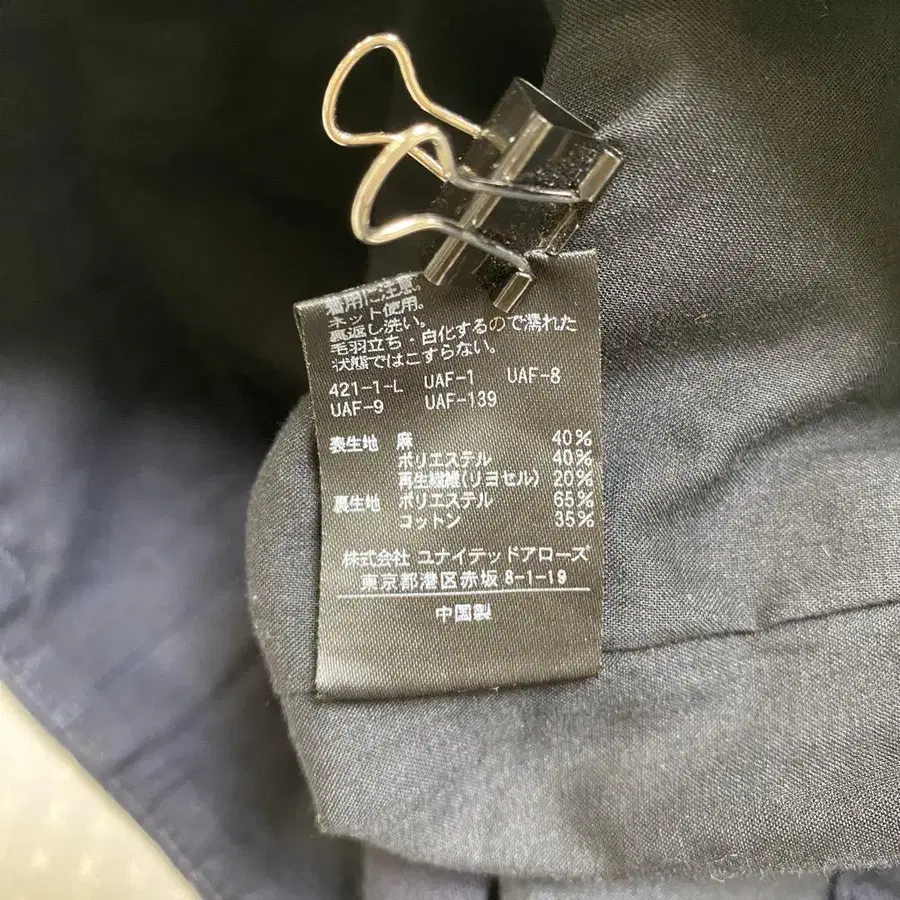 着用に注意。
ネット使用。
裏返し洗い。
毛羽立ち・白化するので濡れた
状態ではこすらない。
421-1-L UAF-1 UAF-8
UAF-9 UAF-139
表生地 麻 40%
ポリエステル 40%
再生繊維(リヨセル) 20%
裏生地 ポリエステル 65%
コットン 35%
株式会社 ユナイテッドアローズ
東京都港区赤坂8-1-19
中国製